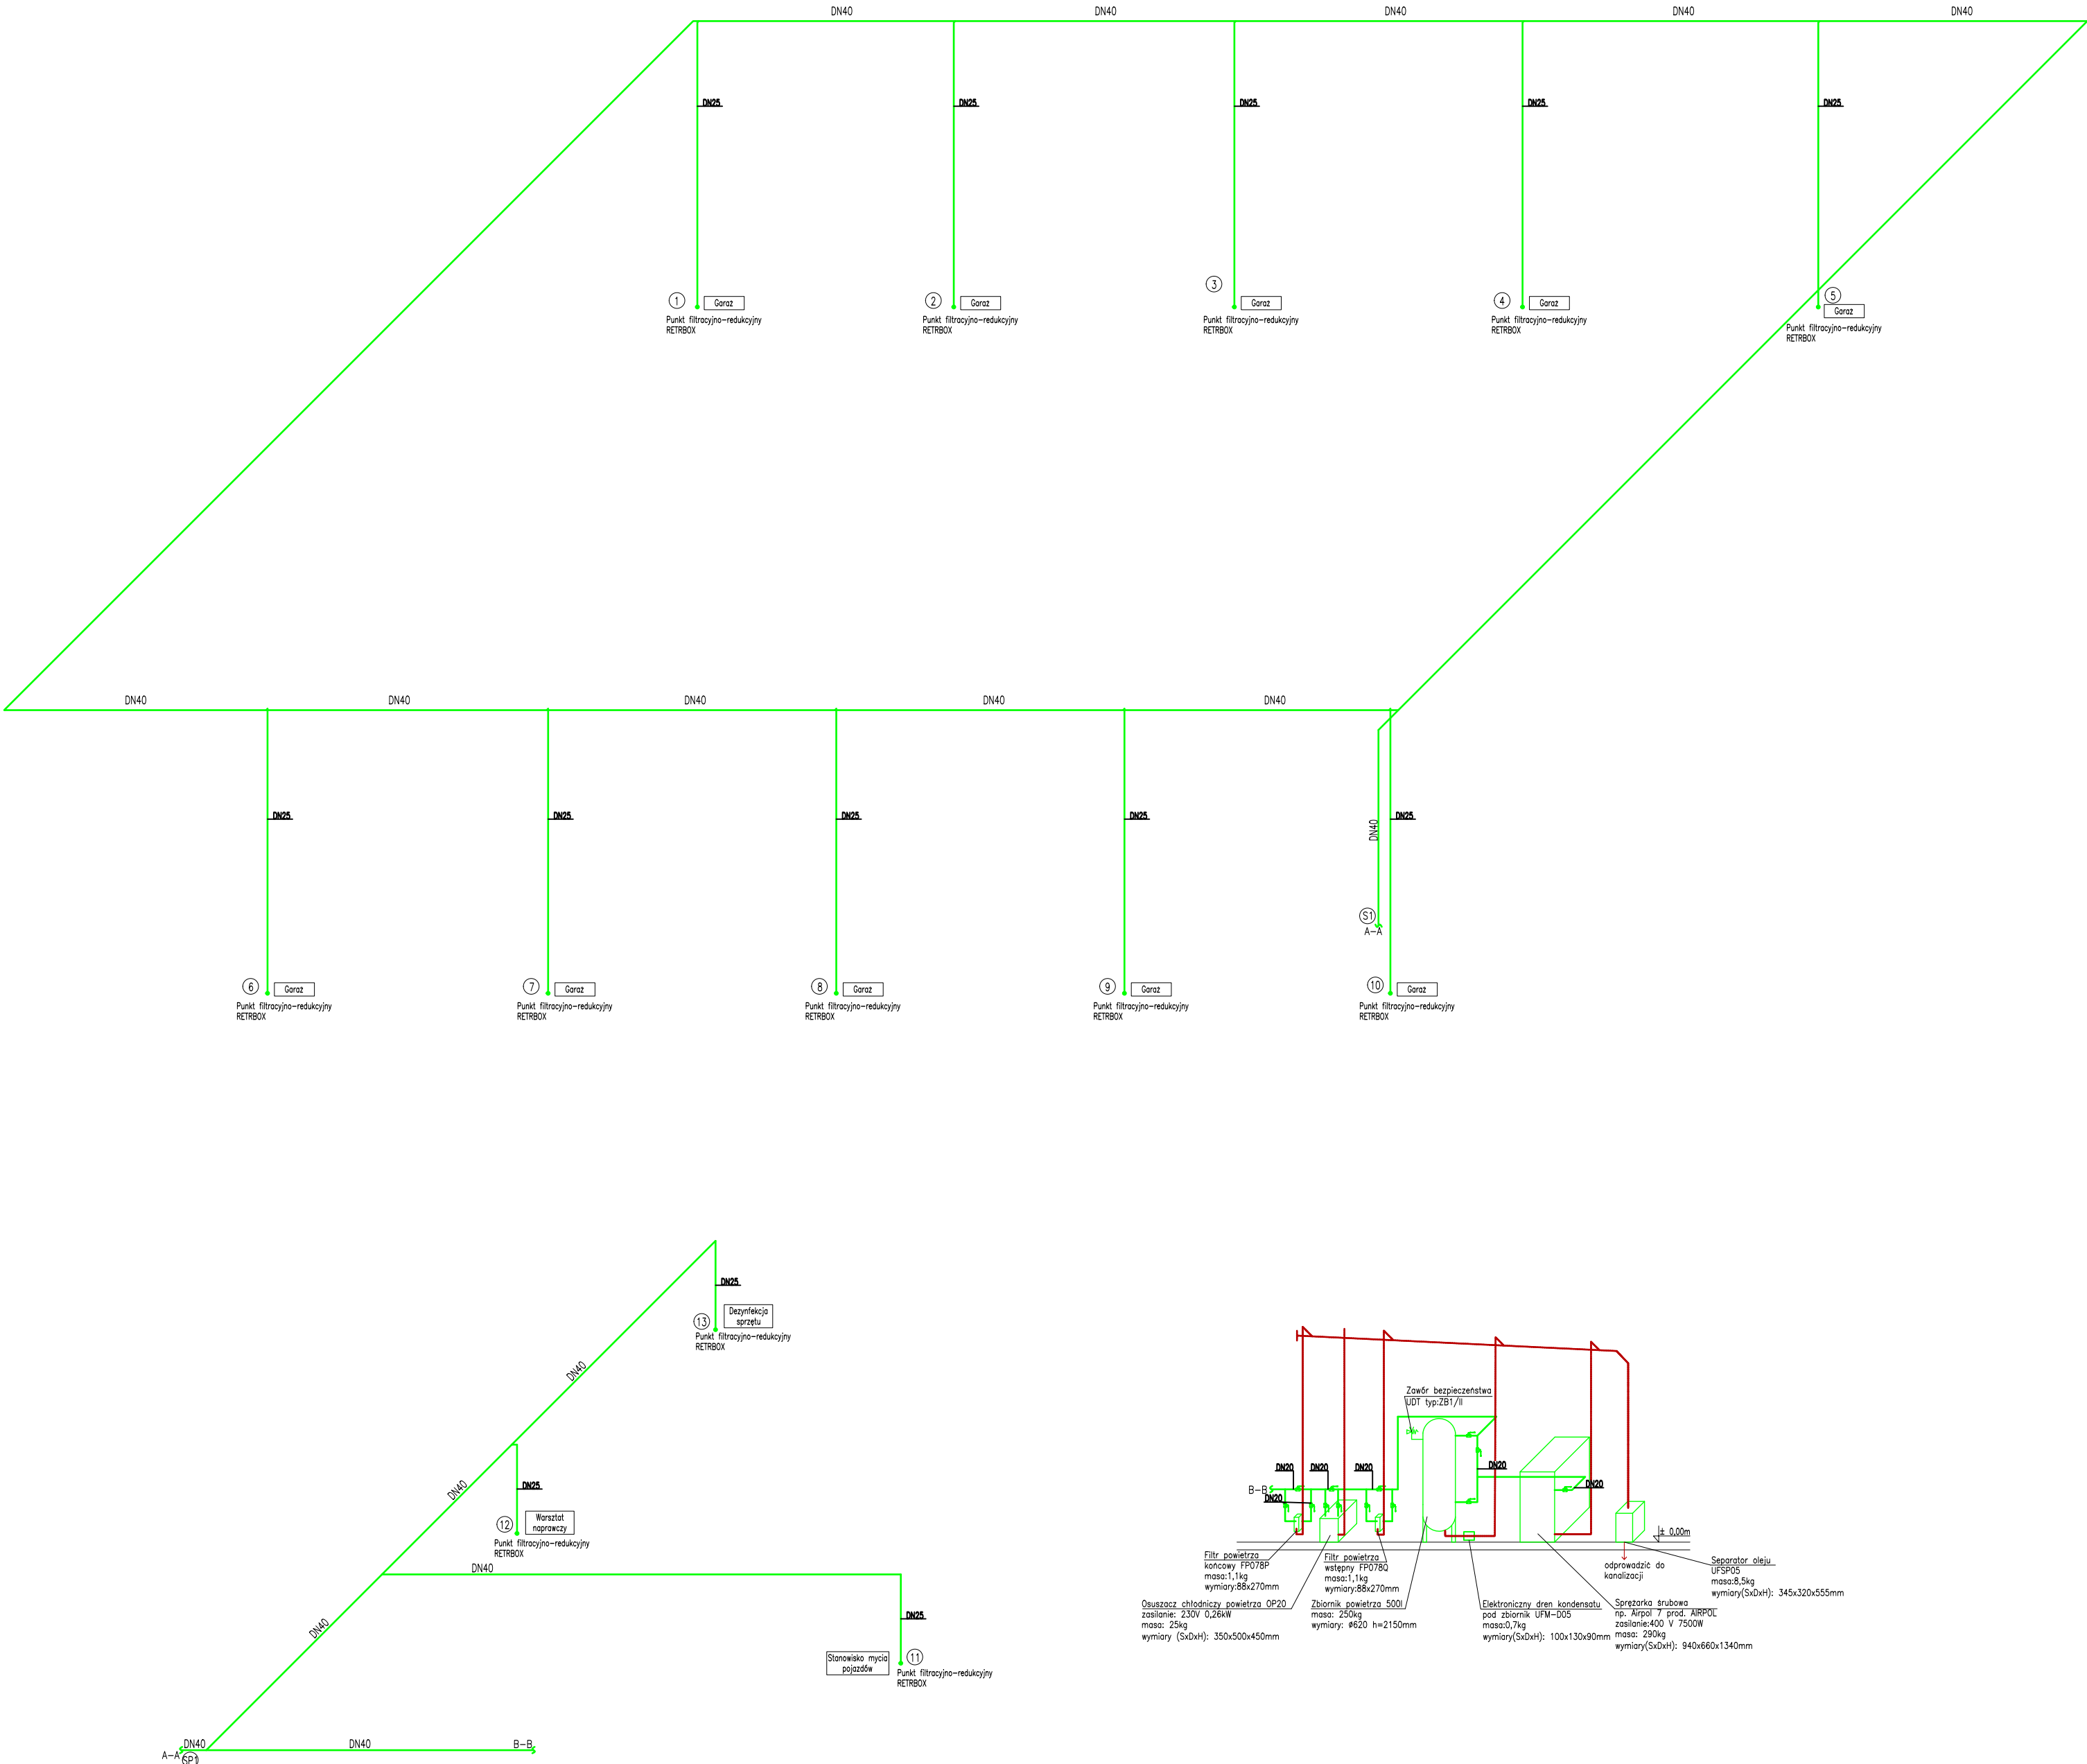 DN40
DN40
DN40
DN40
DN40
DN25
DN25
DN25
DN25
DN25
1
Garaż
Punkt filtracyjno-redukcyjny
RETRBOX
2
Garaż
Punkt filtracyjno-redukcyjny
RETRBOX
3
Garaż
Punkt filtracyjno-redukcyjny
RETRBOX
4
Garaż
Punkt filtracyjno-redukcyjny
RETRBOX
5
Garaż
Punkt filtracyjno-redukcyjny
RETRBOX
DN40
DN40
DN40
DN40
DN40
DN25
DN25
DN25
DN25
DN40
DN25
S1
A-A
6
Garaż
Punkt filtracyjno-redukcyjny
RETRBOX
7
Garaż
Punkt filtracyjno-redukcyjny
RETRBOX
8
Garaż
Punkt filtracyjno-redukcyjny
RETRBOX
9
Garaż
Punkt filtracyjno-redukcyjny
RETRBOX
10
Garaż
Punkt filtracyjno-redukcyjny
RETRBOX
DN25
Dezynfekcja
sprzętu
13
Punkt filtracyjno-redukcyjny
RETRBOX
DN40
DN40
DN25
Warsztat
naprawczy
12
Punkt filtracyjno-redukcyjny
RETRBOX
DN40
DN40
DN25
Stanowisko mycia
pojazdów
11
Punkt filtracyjno-redukcyjny
RETRBOX
DN40
DN40
B-B
A-A
SP1
Zawór bezpieczeństwa
UDT typ:ZB1/II
DN20
DN20
DN20
DN20
DN20
B-B
DN20
± 0,00m
Filtr powietrza
końcowy FP078P
masa:1,1kg
wymiary:88x270mm
Filtr powietrza
wstępny FP078Q
masa:1,1kg
wymiary:88x270mm
odprowadzić do
kanalizacji
Separator oleju
UFSP05
masa:8,5kg
wymiary(SxDxH): 345x320x555mm
Osuszacz chłodniczy powietrza OP20
zasilanie: 230V 0,26kW
masa: 25kg
wymiary (SxDxH): 350x500x450mm
Zbiornik powietrza 500l
masa: 250kg
wymiary: Ø620 h=2150mm
Elektroniczny dren kondensatu
pod zbiornik UFM-D05
masa:0,7kg
wymiary(SxDxH): 100x130x90mm
Sprężarka śrubowa
np. Airpol 7 prod. AIRPOL
zasilanie:400 V 7500W
masa: 290kg
wymiary(SxDxH): 940x660x1340mm